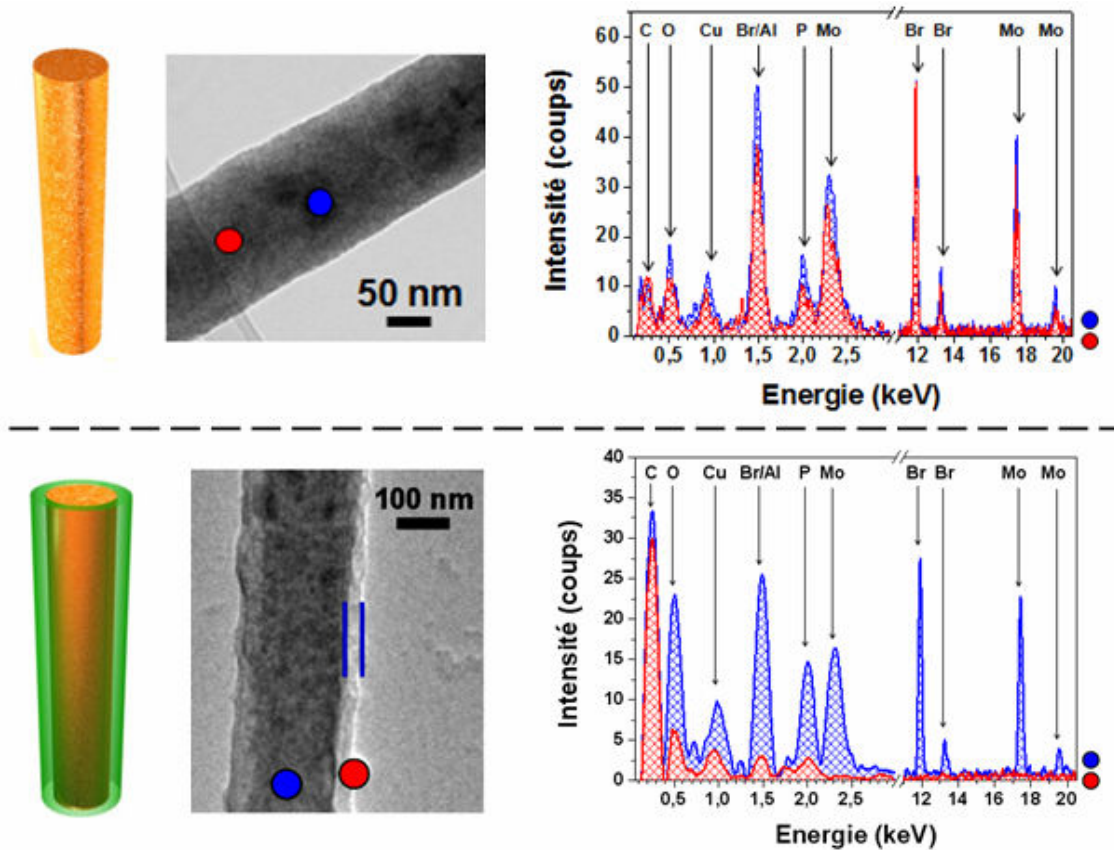 C O Cu Br/Al P Mo Br Br Mo Mo
60
50
40
30
20
10
0
Intensité (coups)
0,5 1,0 1,5 2,0 2,5 12 14 16 18 20
Energie (keV)
50 nm
100 nm
C O Cu Br/Al P Mo Br Br Mo Mo
40
35
30
25
20
15
10
5
0
Intensité (coups)
0,5 1,0 1,5 2,0 2,5 12 14 16 18 20
Energie (keV)